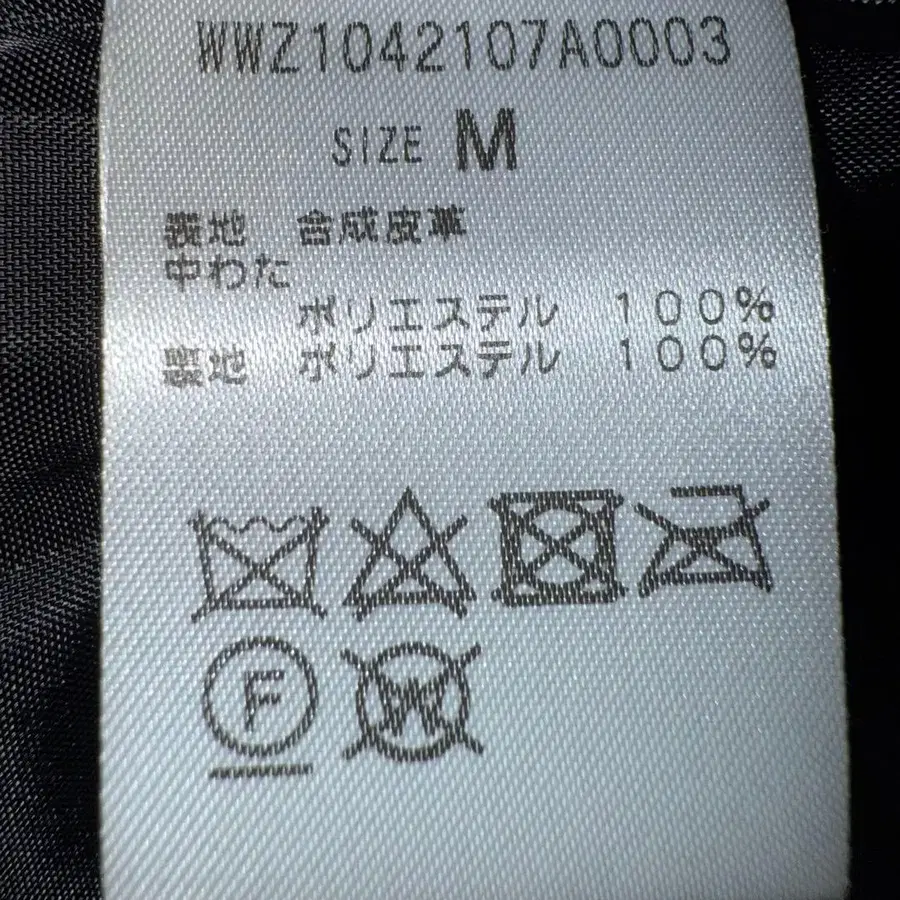 WWZ1042107A0003
SIZE M
表地 合成皮革
中わた
ポリエステル 100%
裏地 ポリエステル 100%
F
W